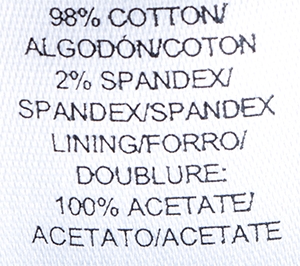 98% COTTON/
ALGODÓN/COTON
2% SPANDEX/
SPANDEX/SPANDEX
LINING/FORRO/
DOUBLURE:
100% ACETATE/
ACETATO/ACETATE